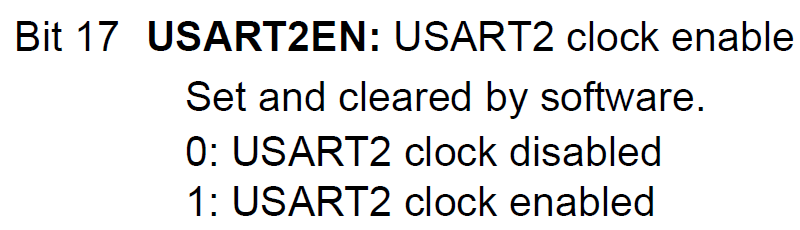 Bit 17 USART2EN: USART2 clock enable
Set and cleared by software.
0: USART2 clock disabled
1: USART2 clock enabled